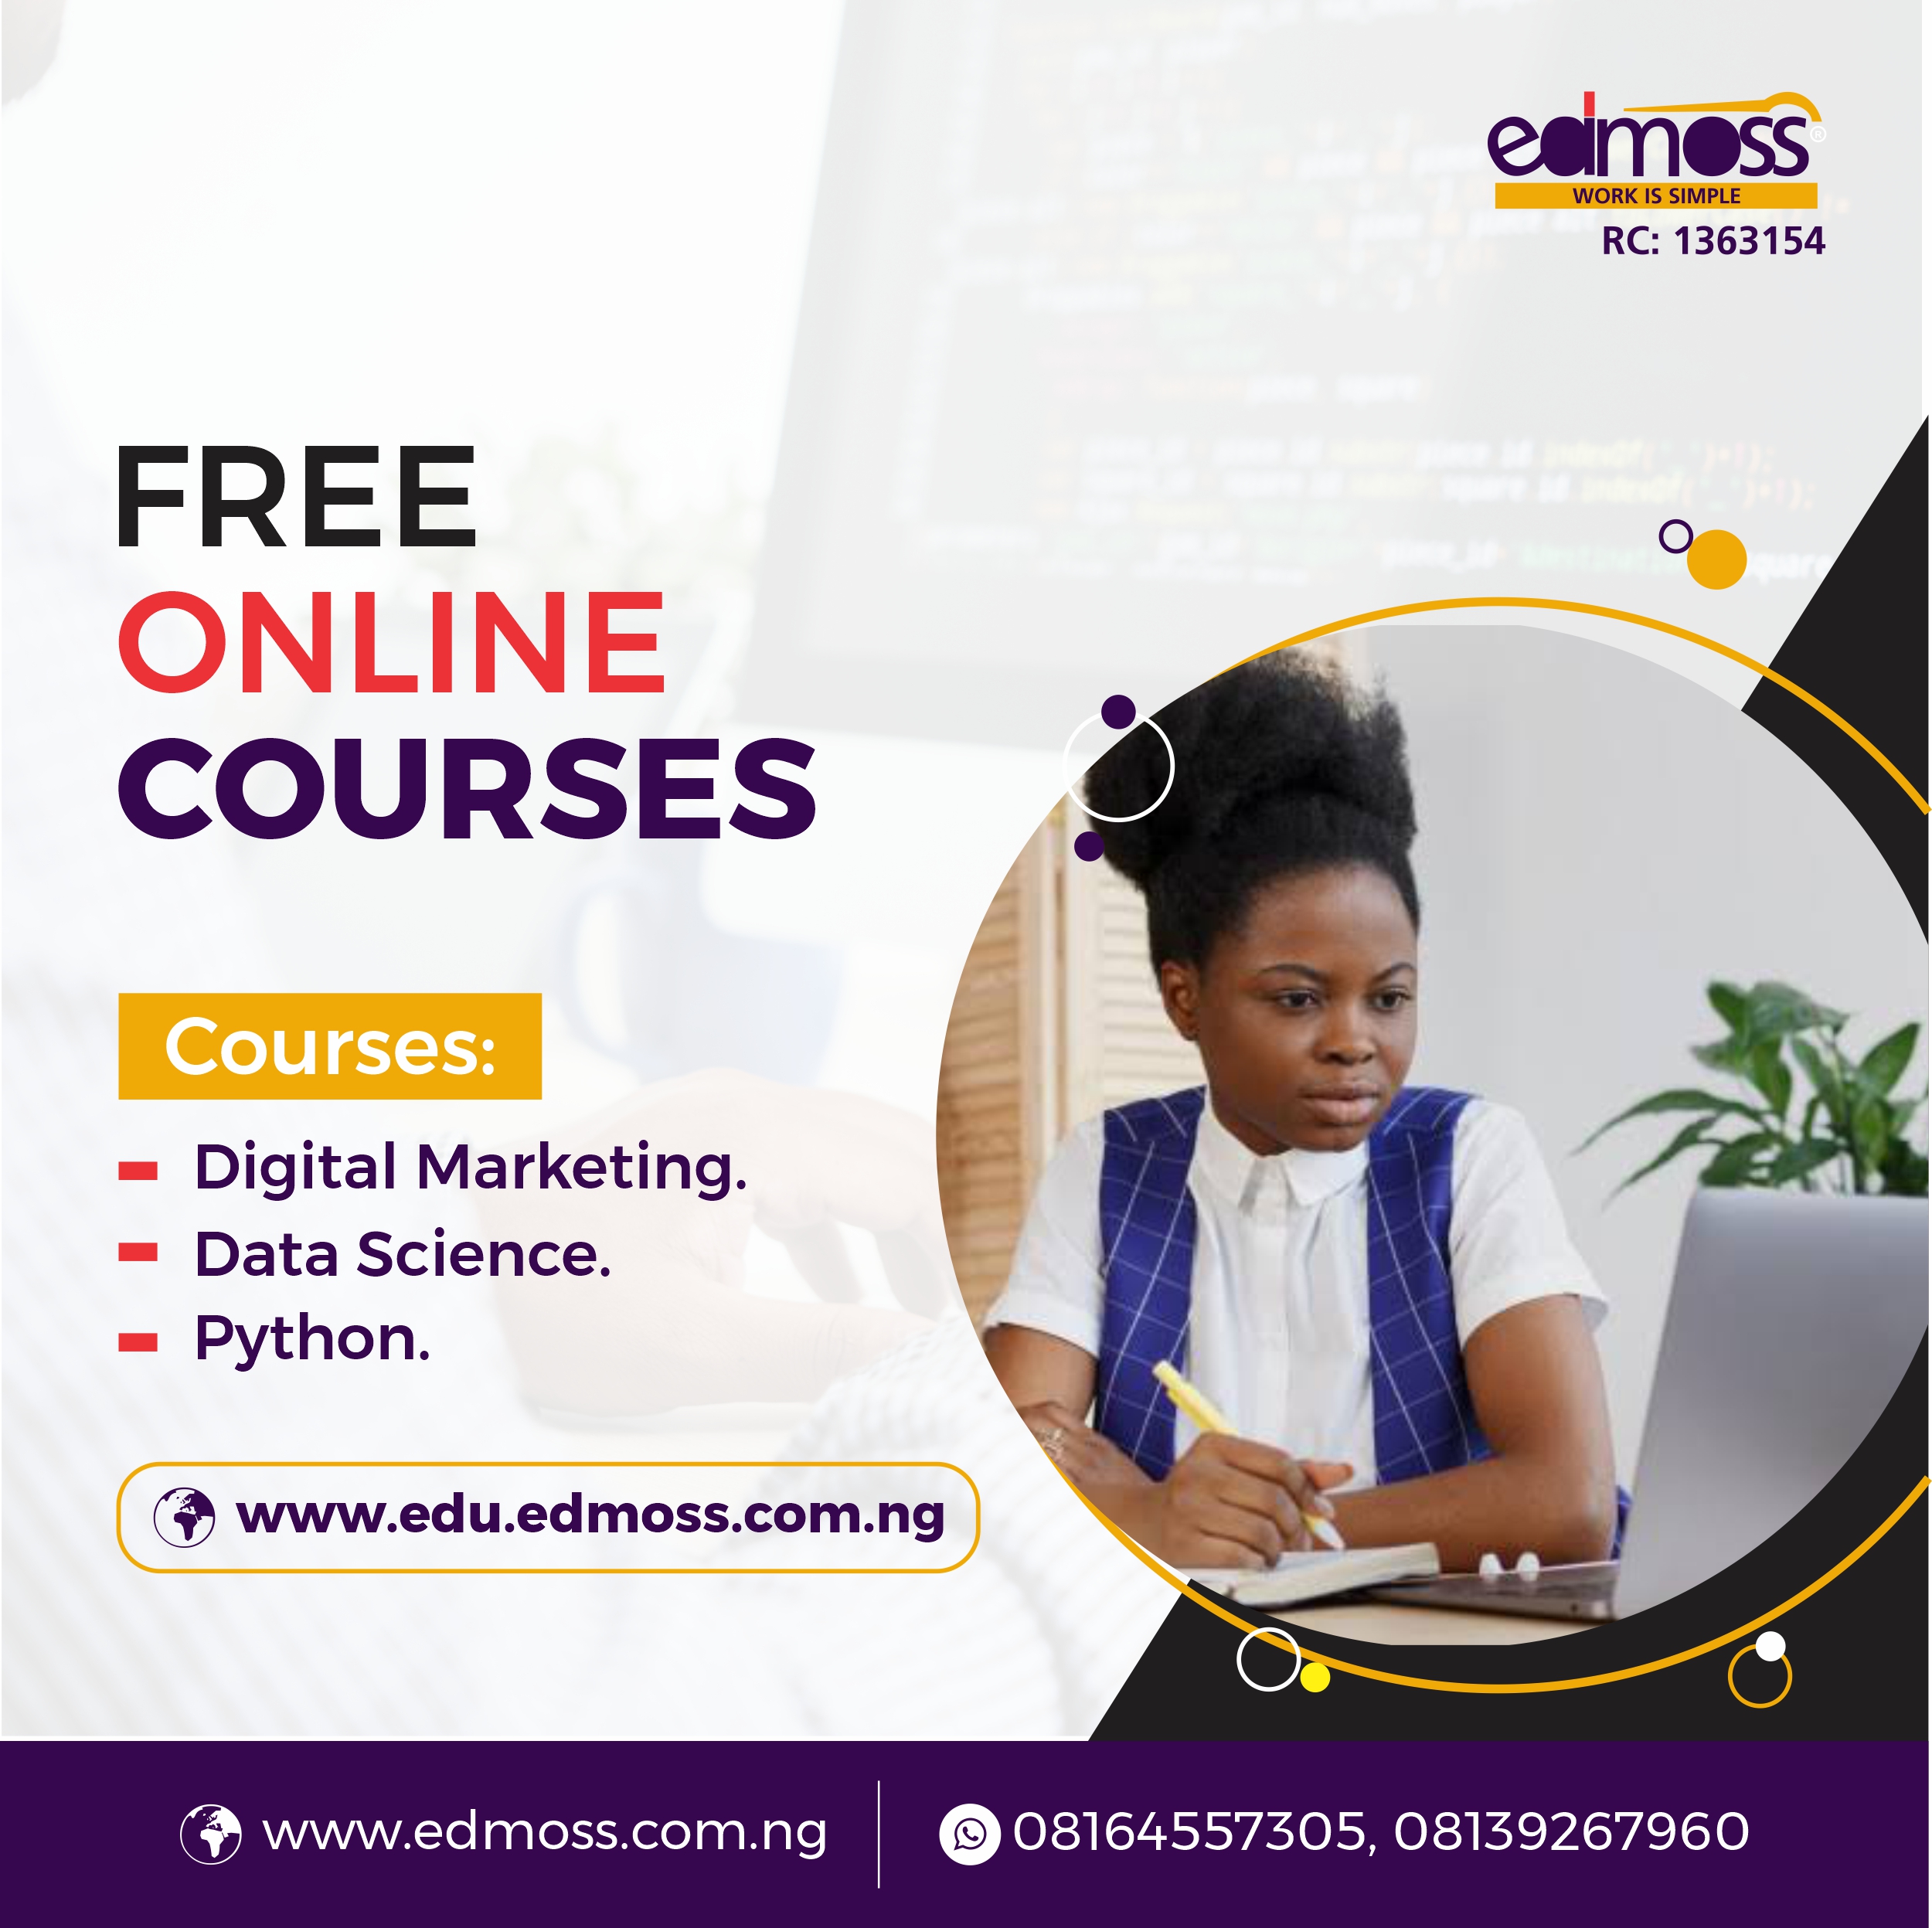 edmoss®
WORK IS SIMPLE
RC: 1363154
FREE
ONLINE
COURSES
Courses:
Digital Marketing.
Data Science.
Python.
www.edu.edmoss.com.ng
www.edmoss.com.ng
08164557305, 08139267960